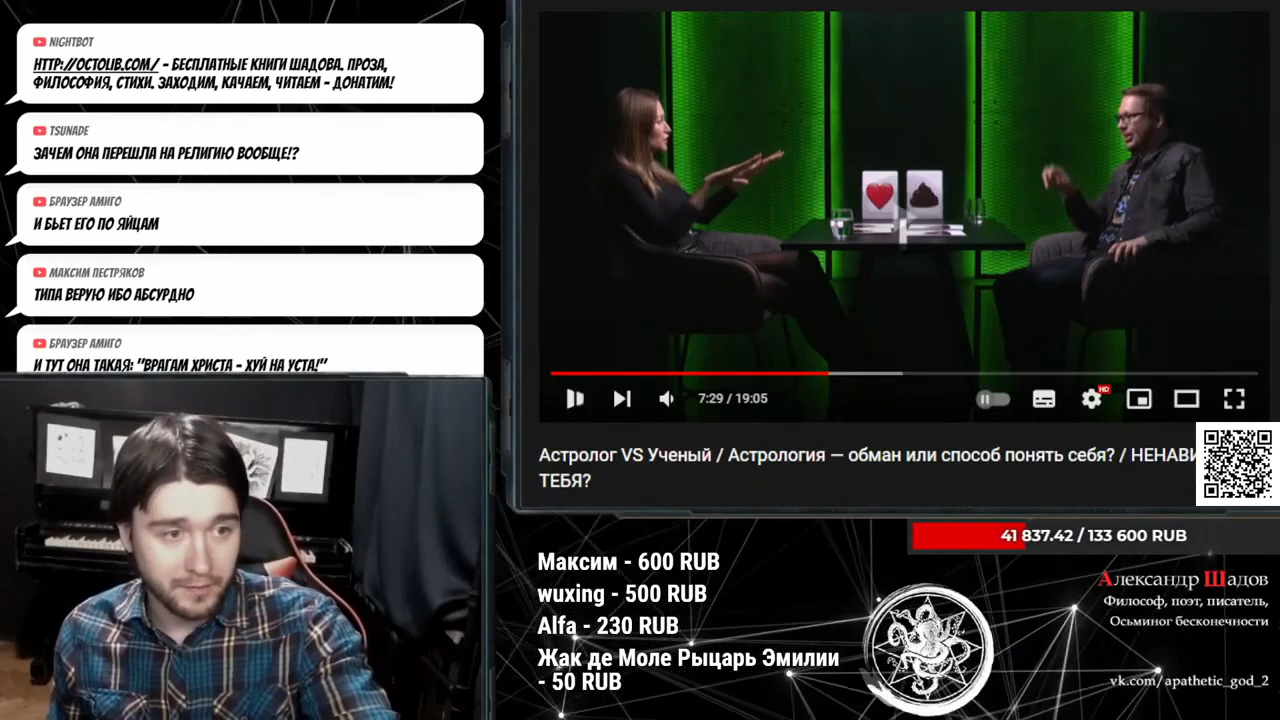 NIGHTBOT
HTTP://OCTOLIB.COM/ - БЕСПЛАТНЫЕ КНИГИ ШАДОВА. ПРОЗА,
ФИЛОСОФИЯ, СТИХИ. ЗАХОДИМ, КАЧАЕМ, ЧИТАЕМ - ДОНАТИМ!
TSUNADE
ЗАЧЕМ ОНА ПЕРЕШЛА НА РЕЛИГИЮ ВООБЩЕ!?
БРАУЗЕР АМИГО
И БЬЕТ ЕГО ПО ЯЙЦАМ
МАКСИМ ПЕСТРЯКОВ
ТИПА ВЕРУЮ ИБО АБСУРДНО
БРАУЗЕР АМИГО
И ТУТ ОНА ТАКАЯ: "ВРАГАМ ХРИСТА - ХУЙ НА УСТА!"
7:29 / 19:05
HD
Астролог VS Ученый / Астрология — обман или способ понять себя? / НЕНАВИ
ТЕБЯ?
41 837.42 / 133 600 RUB
Максим - 600 RUB
wuxing - 500 RUB
Alfa - 230 RUB
Жак де Моле Рыцарь Эмилии
- 50 RUB
Александр Шадов
Философ, поэт, писатель,
Осьминог бесконечности
vk.com/apathetic_god_2